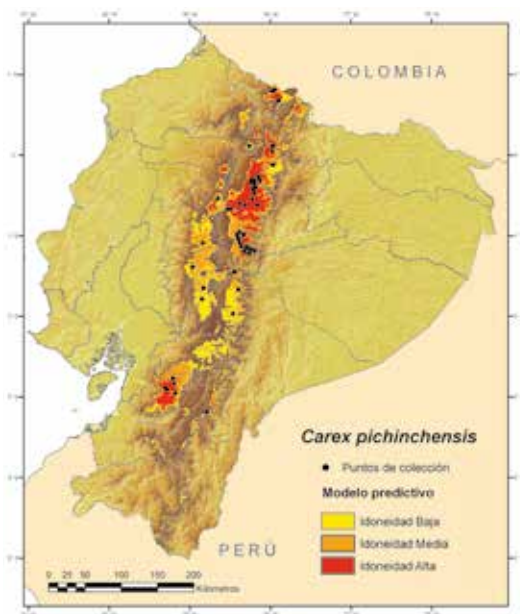 COLOMBIA
Carex pichinchensis
Puntos de colección
Modelo predictivo
Idoneidad Baja
Idoneidad Media
Idoneidad Alta
PERÚ
0 25 50 100 150 200
Kilómetros